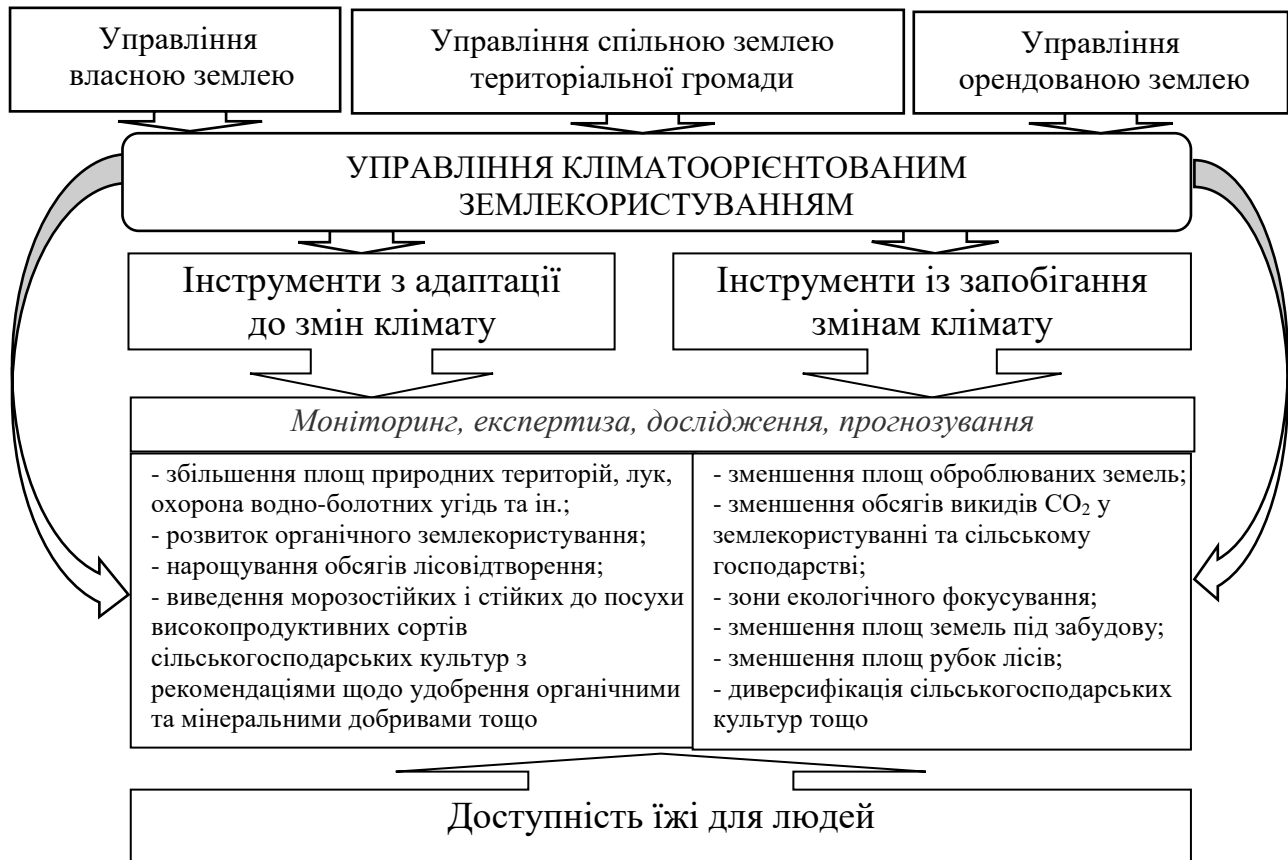 Управління
власною землею
Управління спільною землею
територіальної громади
Управління
орендованою землею
УПРАВЛІННЯ КЛІМАТООРІЄНТОВАНИМ
ЗЕМЛЕКОРИСТУВАННЯМ
Інструменти з адаптації
до змін клімату
Інструменти із запобігання
змінам клімату
Моніторинг, експертиза, дослідження, прогнозування
- збільшення площ природних територій, лук,
охорона водно-болотних угідь та ін.;
- розвиток органічного землекористування;
- нарощування обсягів лісовідтворення;
- виведення морозостійких і стійких до посухи
високопродуктивних сортів
сільськогосподарських культур з
рекомендаціями щодо удобрення органічними
та мінеральними добривами тощо
- зменшення площ оброблюваних земель;
- зменшення обсягів викидів CO₂ у
землекористуванні та сільському
господарстві;
- зони екологічного фокусування;
- зменшення площ земель під забудову;
- зменшення площ рубок лісів;
- диверсифікація сільськогосподарських
культур тощо
Доступність їжі для людей